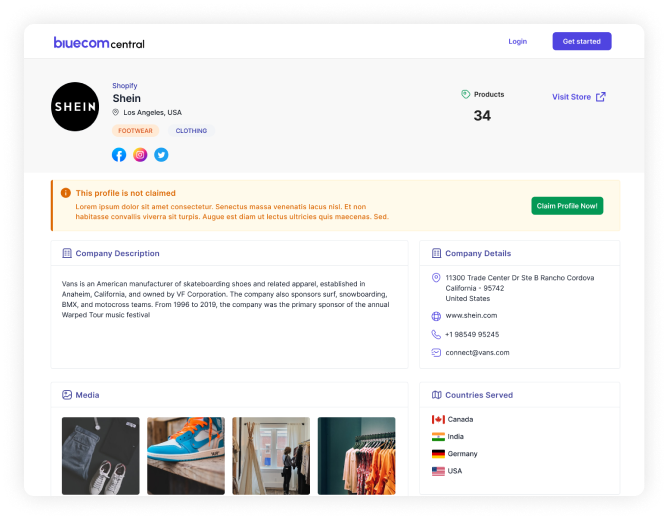 bluecom central
Login
Get started
SHEIN
Shopify
Shein
Los Angeles, USA
FOOTWEAR
CLOTHING
Products
34
Visit Store
This profile is not claimed
Lorem ipsum dolor sit amet consectetur. Senectus massa venenatis lacus nisl. Et non
habitasse convallis viverra sit turpis. Augue est diam ut lectus ultricies quis maecenas. Sed.
Claim Profile Now!
Company Description
Vans is an American manufacturer of skateboarding shoes and related apparel, established in
Anaheim, California, and owned by VF Corporation. The company also sponsors surf, snowboarding,
BMX, and motocross teams. From 1996 to 2019, the company was the primary sponsor of the annual
Warped Tour music festival
Company Details
11300 Trade Center Dr Ste B Rancho Cordova
California - 95742
United States
www.shein.com
+1 98549 95245
connect@vans.com
Media
Countries Served
Canada
India
Germany
USA